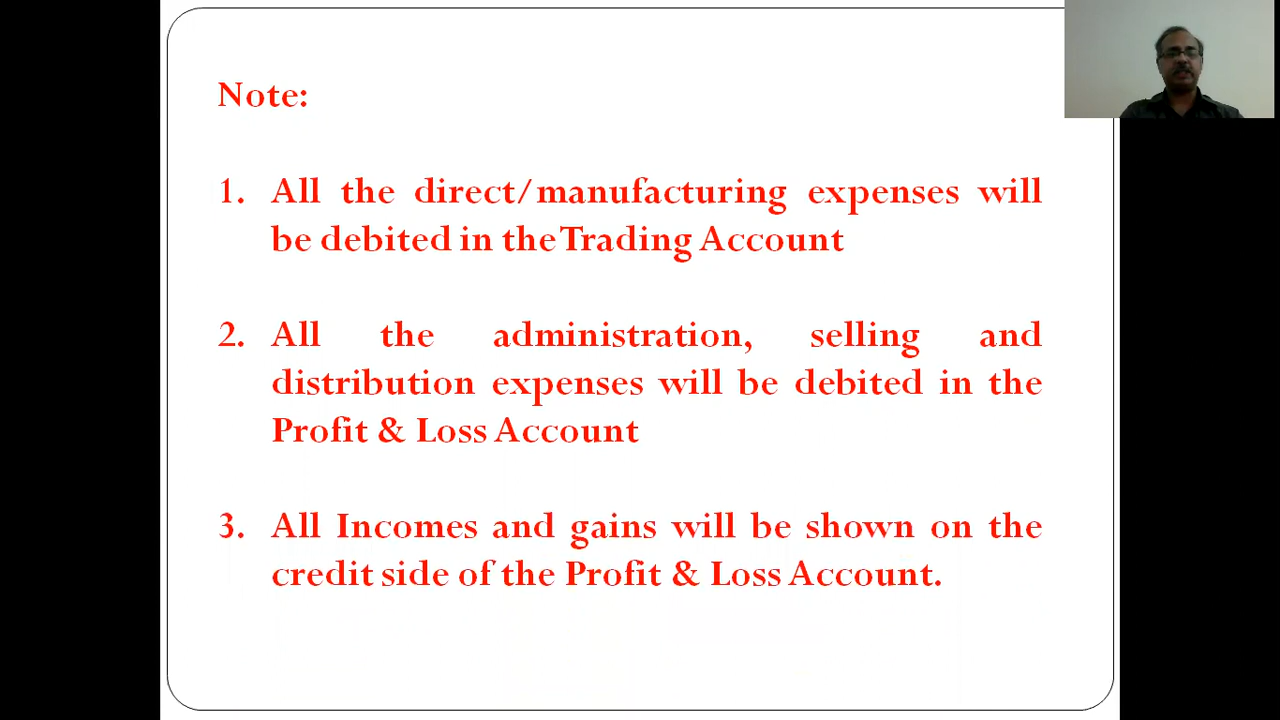 Note:
1. All the direct/manufacturing expenses will
be debited in the Trading Account
2. All the administration, selling and
distribution expenses will be debited in the
Profit & Loss Account
3. All Incomes and gains will be shown on the
credit side of the Profit & Loss Account.